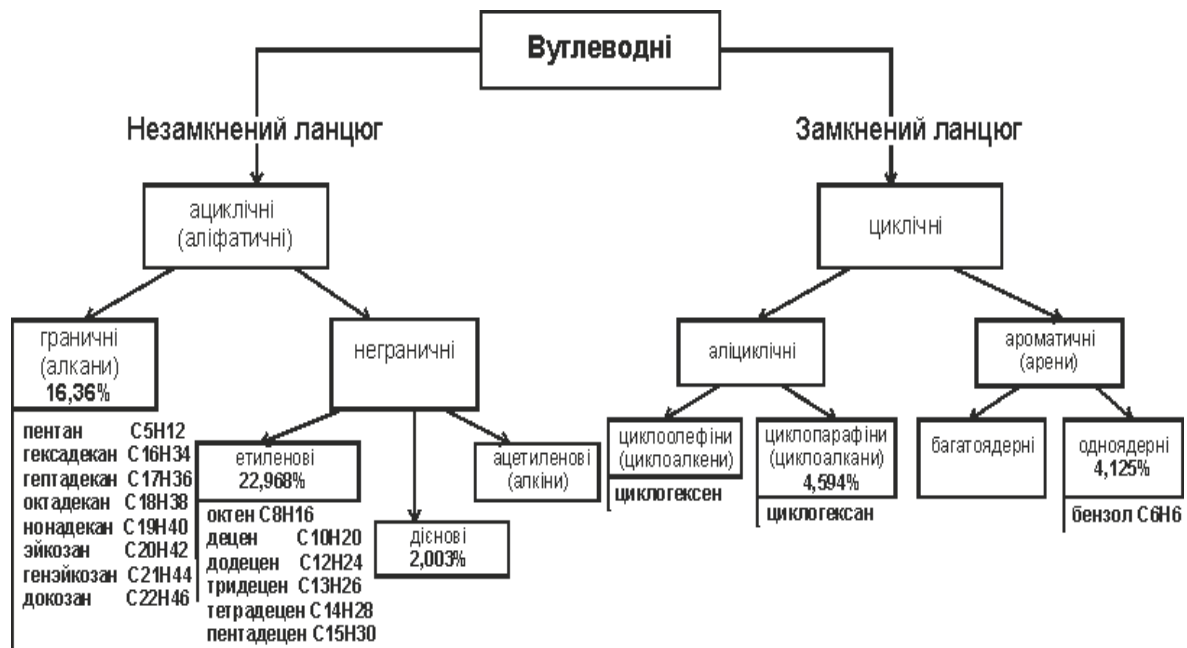 Вуглеводні
Незамкнений ланцюг
Замкнений ланцюг
ациклічні
(аліфатичні)
циклічні
граничні
(алкани)
16,36%
неграничні
аліциклічні
ароматичні
(арени)
пентан C5H12
гексадекан C16H34
гептадекан C17H36
октадекан C18H38
нонадекан C19H40
эйкозан C20H42
генэйкозан C21H44
докозан C22H46
етиленові
22,968%
октен C8H16
децен C10H20
додецен C12H24
тридецен C13H26
тетрадецен C14H28
пентадецен C15H30
дієнові
2,003%
ацетиленові
(алкіни)
циклоолефіни
(циклоалкени)
циклогексен
циклопарафіни
(циклоалкани)
4,594%
циклогексан
багатоядерні
одноядерні
4,125%
бензол C6H6